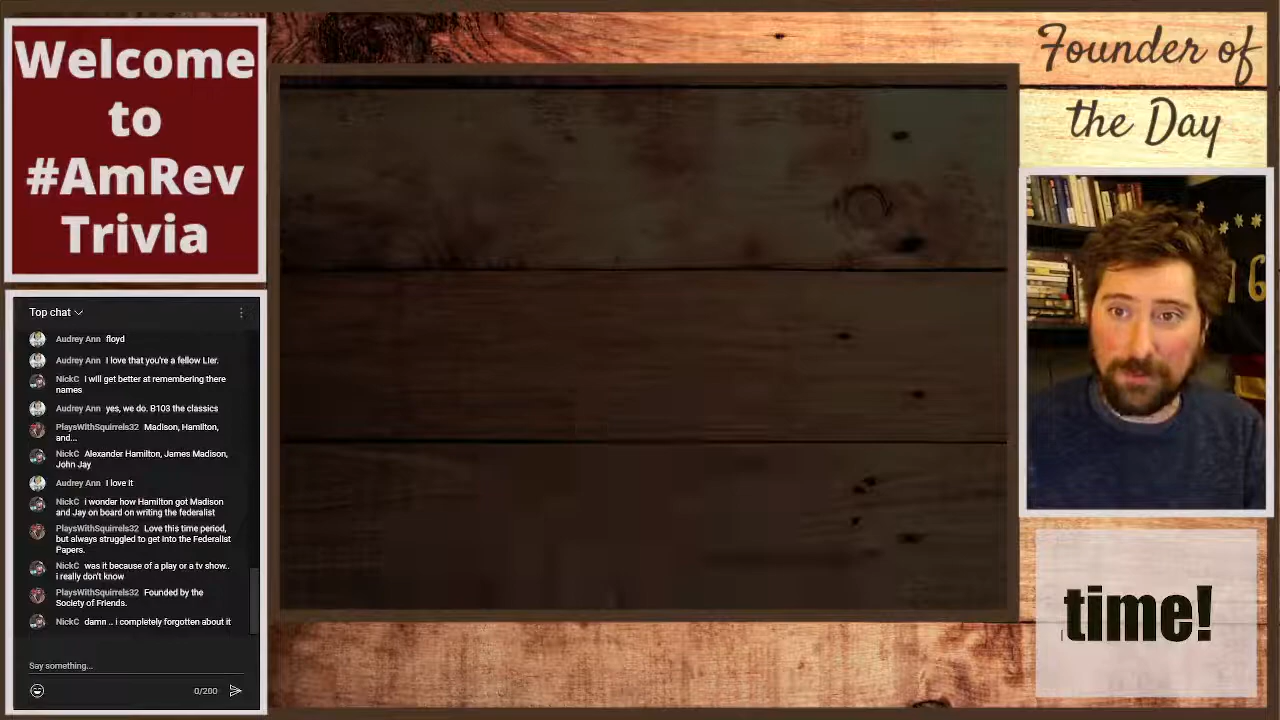 Welcome
to
#AmRev
Trivia
Founder of
the Day
Top chat
Audrey Ann floyd
Audrey Ann I love that you're a fellow LIer.
NickC I will get better at remembering there
names
Audrey Ann yes, we do. B103 the classics
PlaysWithSquirrels32 Madison, Hamilton,
and...
NickC Alexander Hamilton, James Madison,
John Jay
Audrey Ann I love it
NickC i wonder how Hamilton got Madison
and Jay on board on writing the federalist
PlaysWithSquirrels32 Love this time period,
but always struggled to get into the Federalist
Papers.
NickC was it because of a play or a tv show..
i really don't know
PlaysWithSquirrels32 Founded by the
Society of Friends.
NickC damn .. i completely forgotten about it
Say something...
0/200
time!